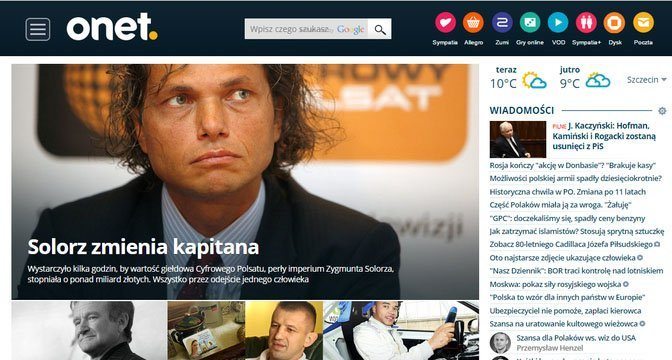 onet.
Wpisz czego szukasz
Google
Sympatia Allegro Zumi Gry online VOD Sympatia+ Dysk Poczta
teraz
10°C
jutro
9°C
Szczecin
WIADOMOŚCI
PILNE J. Kaczyński: Hofman,
Kamiński i Rogacki zostaną
usunięci z PiS
Rosja kończy "akcję w Donbasie"? "Brakuje kasy"
Możliwości polskiej armii spadły dziesięciokrotnie?
Historyczna chwila w PO. Zmiana po 11 latach
Część Polaków miała ją za wroga. "Żałuję"
"GPC": doczekaliśmy się, spadły ceny benzyny
Jak zatrzymać islamistów? Stosują sprytną sztuczkę
Zobacz 80-letniego Cadillaca Józefa Piłsudskiego
Oto najstarsze zdjęcie ukazujące człowieka
"Nasz Dziennik": BOR traci kontrolę nad lotniskiem
Moskwa: pokaz siły rosyjskiego wojska
"Polska to wzór dla innych państw w Europie"
Ubezpieczyciel nie pomoże, zapłaci kierowca
Szansa na uratowanie kultowego wieżowca
Szansa dla Polaków ws. wiz do USA
Przemysław Henzel
OWY
LSAT
wizji
Solorz zmienia kapitana
Wystarczyło kilka godzin, by wartość giełdowa Cyfrowego Polsatu, perły imperium Zygmunta Solorza,
stopniała o ponad miliard złotych. Wszystko przez odejście jednego człowieka